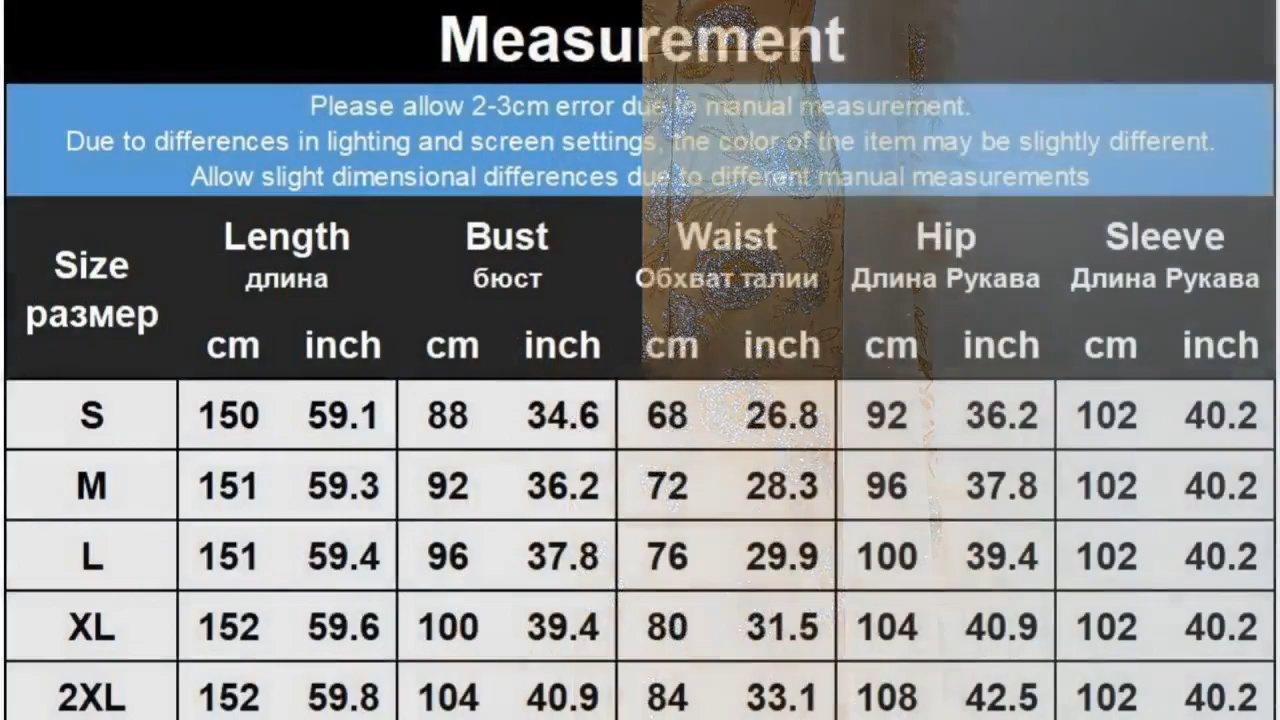 Measurement
Please allow 2-3cm error due to manual measurement.
Due to differences in lighting and screen settings, the color of the item may be slightly different.
Allow slight dimensional differences due to different manual measurements
Size Length Bust Waist Hip Sleeve
размер длина бюст Обхват талии Длина Рукава Длина Рукава
cm inch cm inch cm inch cm inch cm inch
S 150 59.1 88 34.6 68 26.8 92 36.2 102 40.2
M 151 59.3 92 36.2 72 28.3 96 37.8 102 40.2
L 151 59.4 96 37.8 76 29.9 100 39.4 102 40.2
XL 152 59.6 100 39.4 80 31.5 104 40.9 102 40.2
2XL 152 59.8 104 40.9 84 33.1 108 42.5 102 40.2